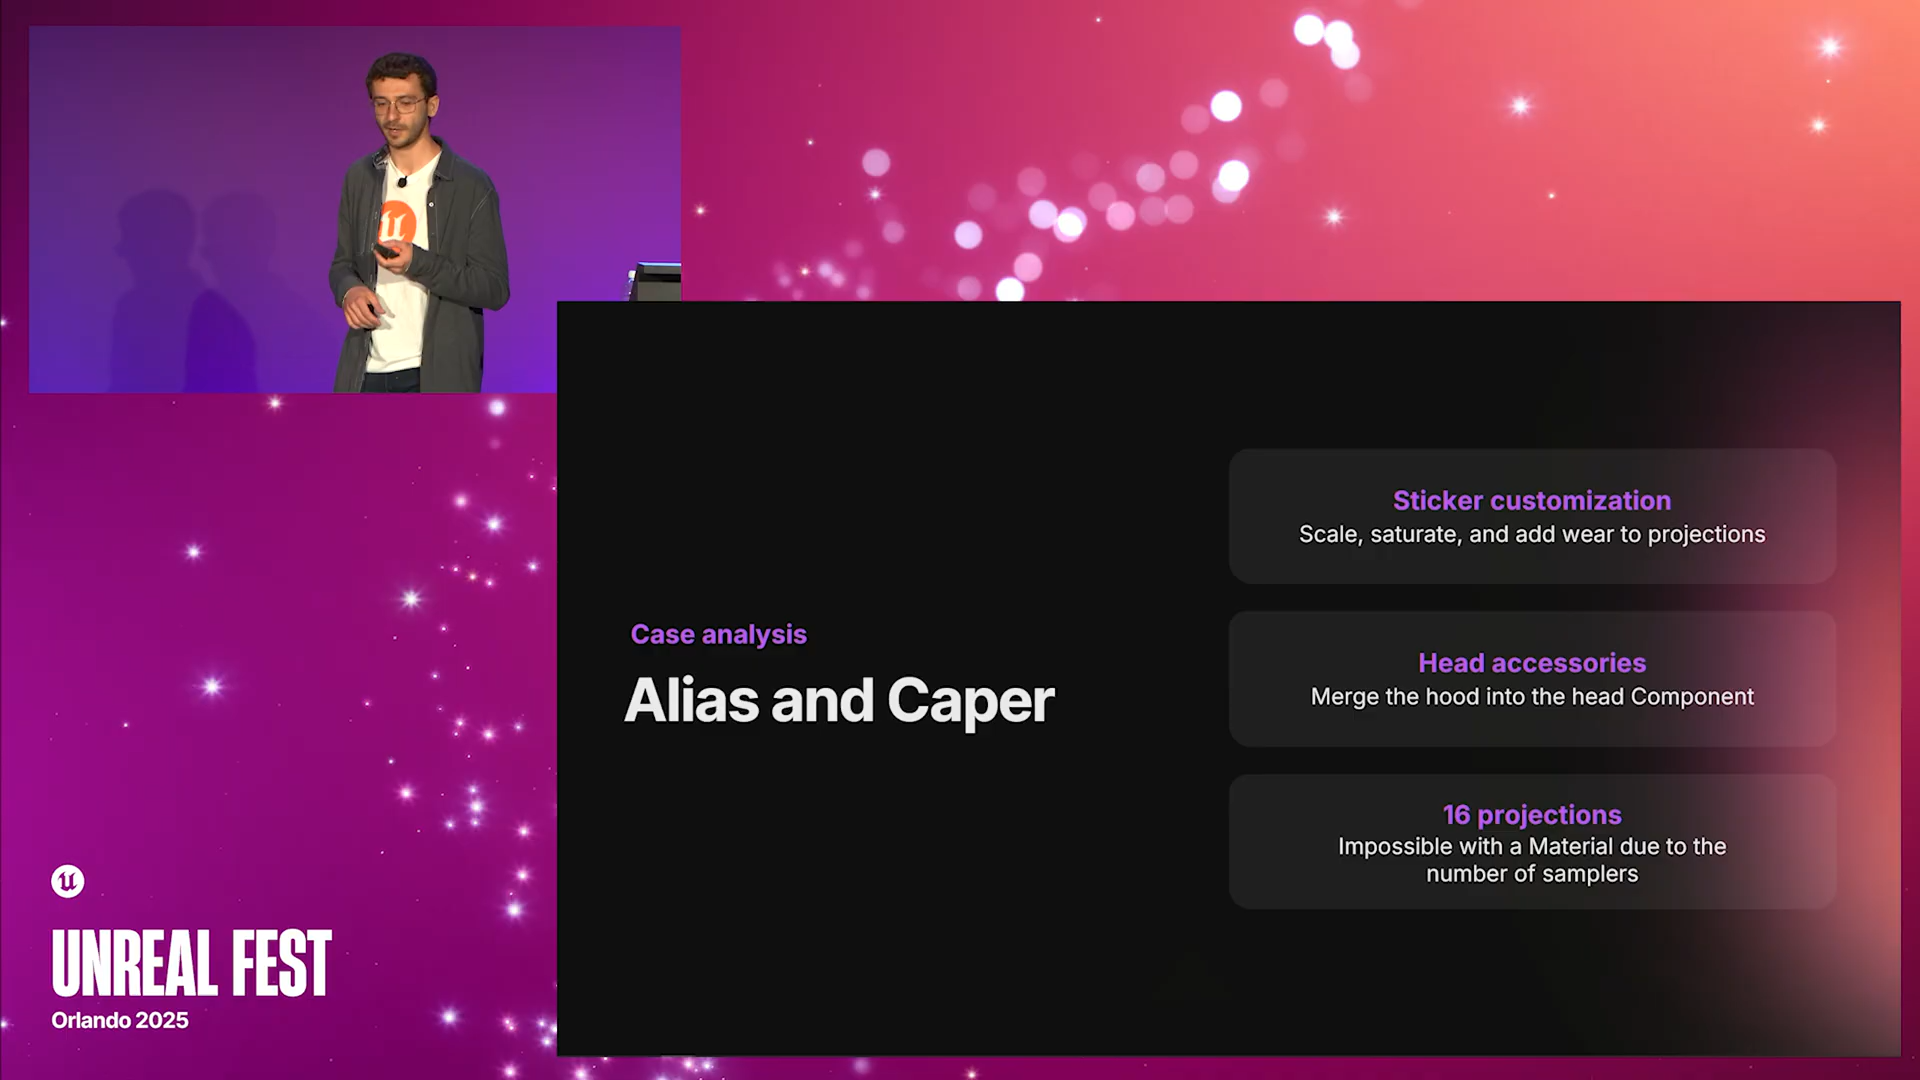 Case analysis
Alias and Caper
Sticker customization
Scale, saturate, and add wear to projections
Head accessories
Merge the hood into the head Component
16 projections
Impossible with a Material due to the
number of samplers
UNREAL FEST
Orlando 2025